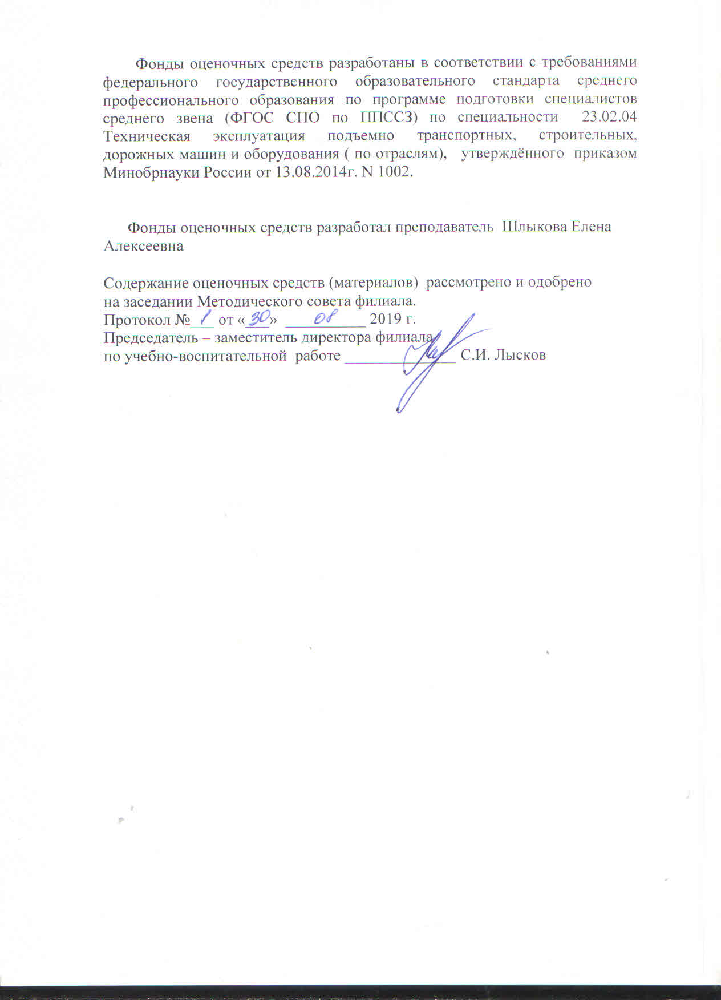 Фонды оценочных средств разработаны в соответствии с требованиями
федерального государственного образовательного стандарта среднего
профессионального образования по программе подготовки специалистов
среднего звена (ФГОС СПО по ППССЗ) по специальности 23.02.04
Техническая эксплуатация подъемно транспортных, строительных,
дорожных машин и оборудования ( по отраслям), утверждённого приказом
Минобрнауки России от 13.08.2014г. N 1002.
Фонды оценочных средств разработал преподаватель Шлыкова Елена
Алексеевна
Содержание оценочных средств (материалов) рассмотрено и одобрено
на заседании Методического совета филиала.
Протокол № 1 от «30» 08 2019 г.
Председатель – заместитель директора филиала
по учебно-воспитательной работе ______________ С.И. Лысков